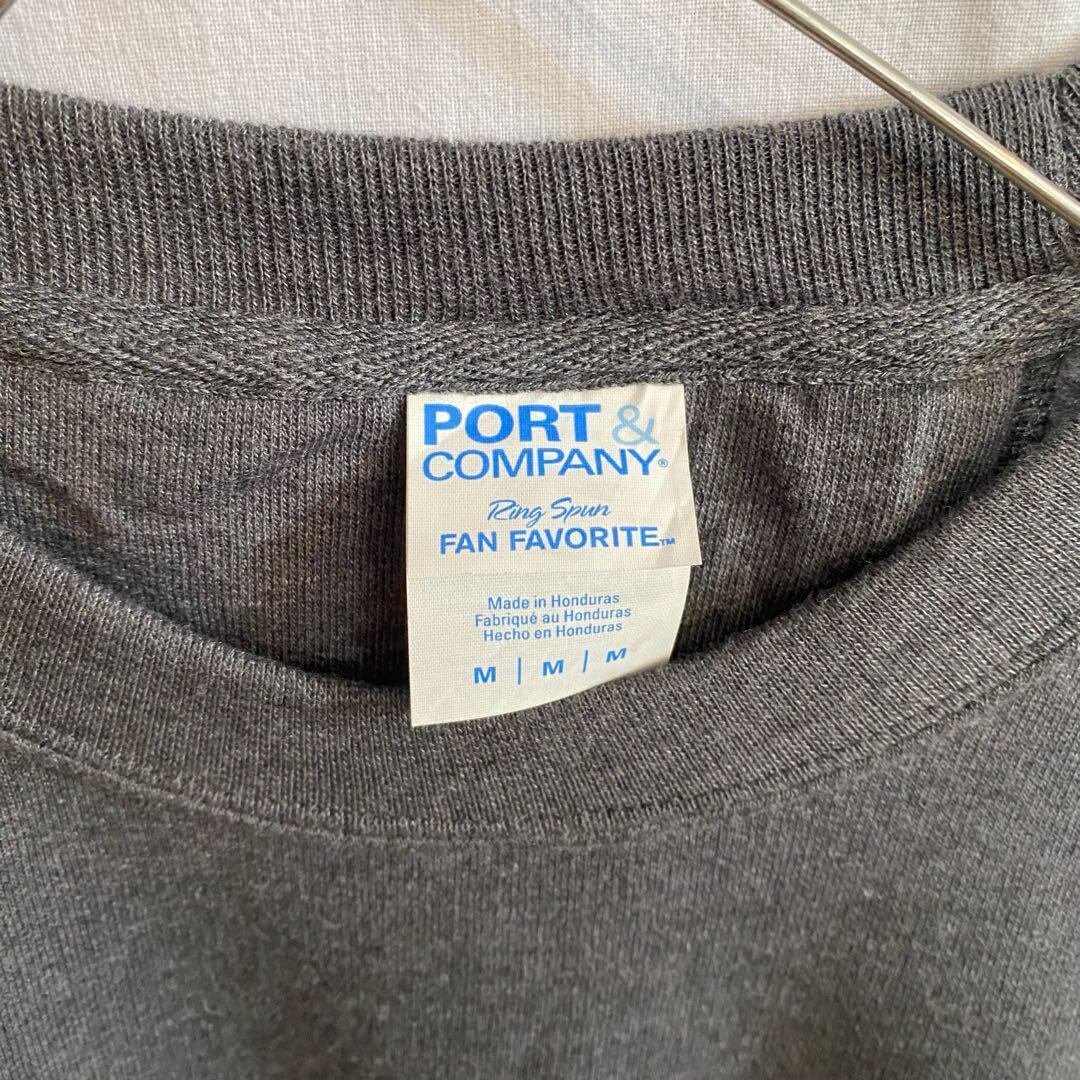 PORT &
COMPANY®
Ring Spun
FAN FAVORITE™
Made in Honduras
Fabriqué au Honduras
Hecho en Honduras
M | M | M